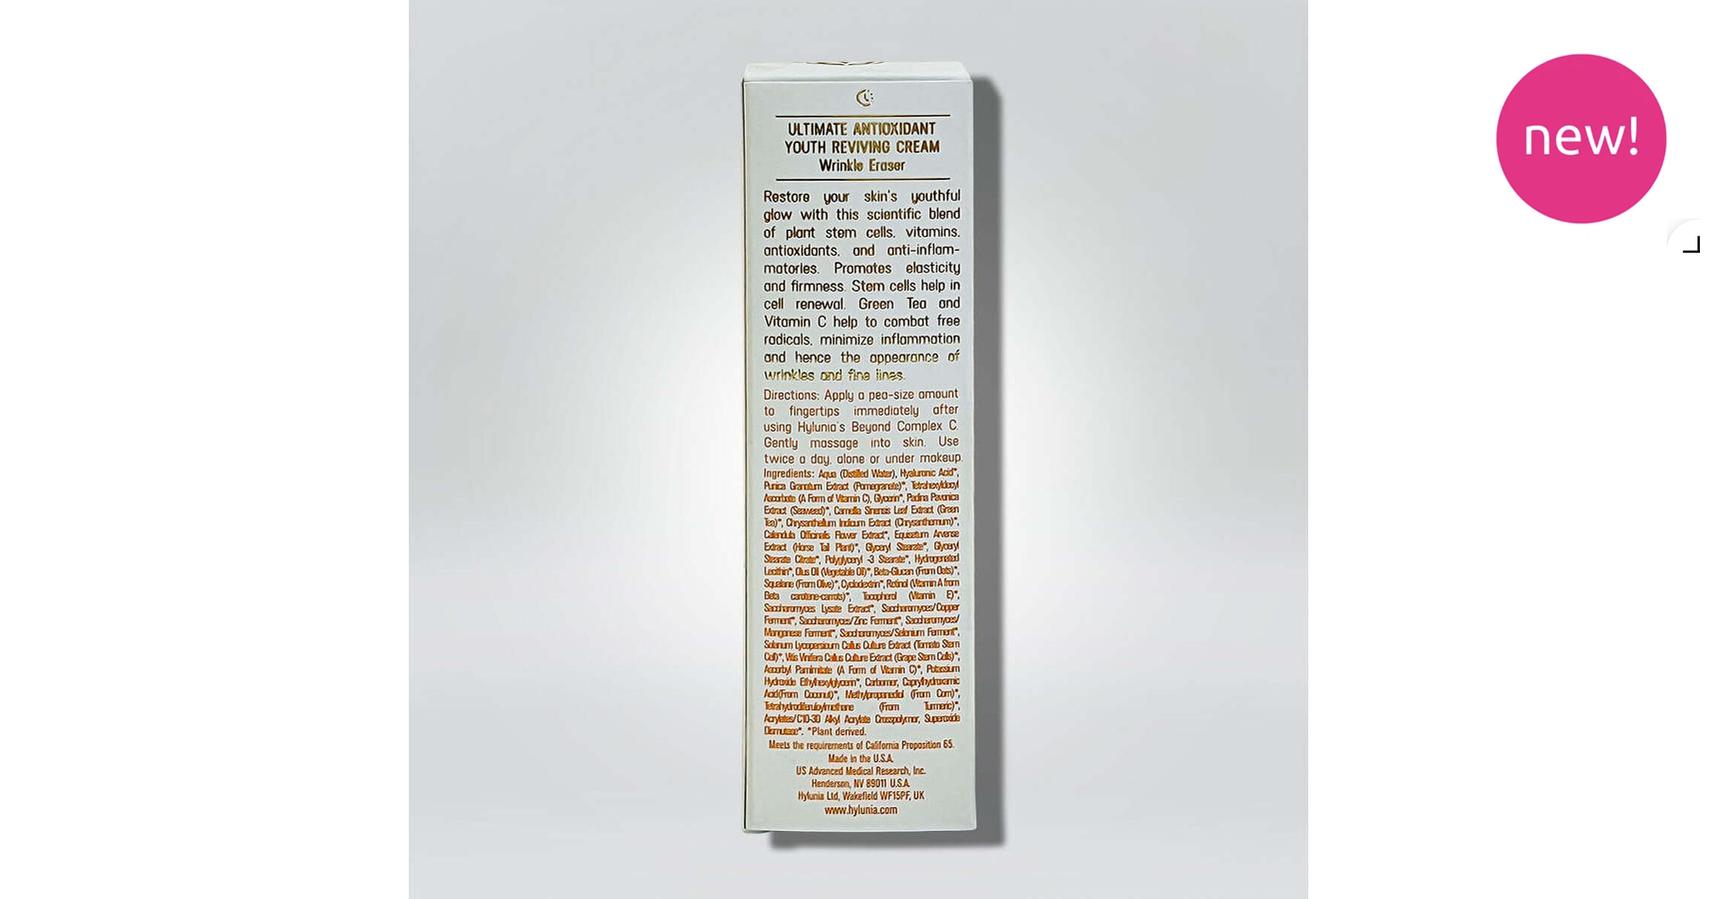 ULTIMATE ANTIOXIDANT
YOUTH REVIVING CREAM
Wrinkle Eraser
Restore your skin's youthful
glow with this scientific blend
of plant stem cells, vitamins,
antioxidants, and anti-inflam-
matories. Promotes elasticity
and firmness. Stem cells help in
cell renewal. Green Tea and
Vitamin C help to combat free
radicals, minimize inflammation
and hence the appearance of
wrinkles and fine lines.
Directions: Apply a pea-size amount
to fingertips immediately after
using Hylunia's Beyond Complex C.
Gently massage into skin. Use
twice a day, alone or under makeup.
Ingredients: Aqua (Distilled Water), Hyaluronic Acid*,
Punica Granatum Extract (Pomegranate)*, Tetrahexyldecyl
Ascorbate (A Form of Vitamin C), Glycerin*, Padina Pavonica
Extract (Seaweed)*, Camellia Sinensis Leaf Extract (Green
Tea)*, Chrysanthellum Indicum Extract (Chrysanthemum)*,
Calendula Officinalis Flower Extract*, Equisetum Arvense
Extract (Horse Tail Plant)*, Glyceryl Stearate*, Glyceryl
Stearate Citrate*, Polyglyceryl -3 Stearate*, Hydrogenated
Lecithin*, Olus Oil (Vegetable Oil)*, Beta-Glucan (From Oats)*,
Squalane (From Olive)*, Cyclodextrin*, Retinol (Vitamin A from
Beta carotene-carrots)*, Tocopherol (Vitamin E)*,
Saccharomyces Lysate Extract*, Saccharomyces/Copper
Ferment*, Saccharomyces/Zinc Ferment*, Saccharomyces/
Manganese Ferment*, Saccharomyces/Selenium Ferment*,
Solanum Lycopersicum Callus Culture Extract (Tomato Stem
Cell)*, Vitis Vinifera Callus Culture Extract (Grape Stem Cells)*,
Ascorbyl Parmimitate (A Form of Vitamin C)*, Potassium
Hydroxide Ethylhexylglycerin*, Carbomer, Caprylhydroxamic
Acid(From Coconut)*, Methylpropanediol (From Corn)*,
Tetrahydrodiferuloylmethane (From Turmeric)*,
Acrylates/C10-30 Alkyl Acrylate Crosspolymer, Superoxide
Dismutase*. *Plant derived.
Meets the requirements of California Proposition 65.
Made in the U.S.A.
US Advanced Medical Research, Inc.
Henderson, NV 89011 U.S.A.
Hylunia Ltd, Wakefield WF15PF, UK
www.hylunia.com
new!